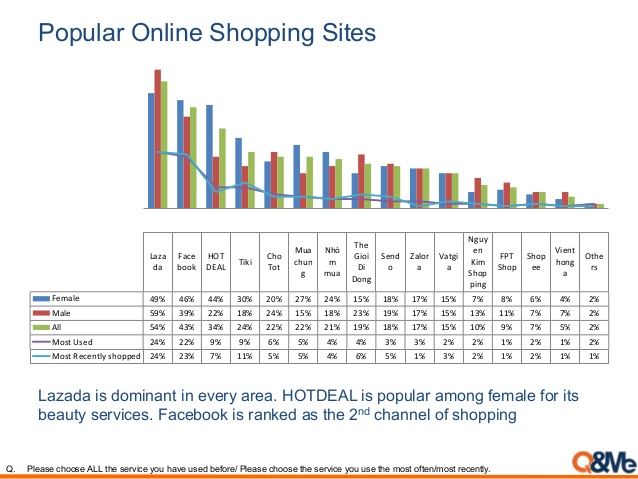 Popular Online Shopping Sites
Laza da Face book HOT DEAL Tiki Cho Tot Mua chun g Nhó m mua The Gioi Di Dong Send o Zalor a Vatgi a Nguy en Kim Shop ping FPT Shop Shop ee Vient hong a Othe rs
Female 49% 46% 44% 30% 20% 27% 24% 15% 18% 17% 15% 7% 8% 6% 4% 2%
Male 59% 39% 22% 18% 24% 15% 18% 23% 19% 17% 15% 13% 11% 7% 7% 2%
All 54% 43% 34% 24% 22% 22% 21% 19% 18% 17% 15% 10% 9% 7% 5% 2%
Most Used 24% 22% 9% 9% 6% 5% 4% 4% 3% 3% 2% 2% 1% 2% 1% 2%
Most Recently shopped 24% 23% 7% 11% 5% 5% 4% 6% 5% 1% 3% 2% 1% 2% 1% 1%
Lazada is dominant in every area. HOTDEAL is popular among female for its
beauty services. Facebook is ranked as the 2nd channel of shopping
Q&Me
Q. Please choose ALL the service you have used before/ Please choose the service you use the most often/most recently.